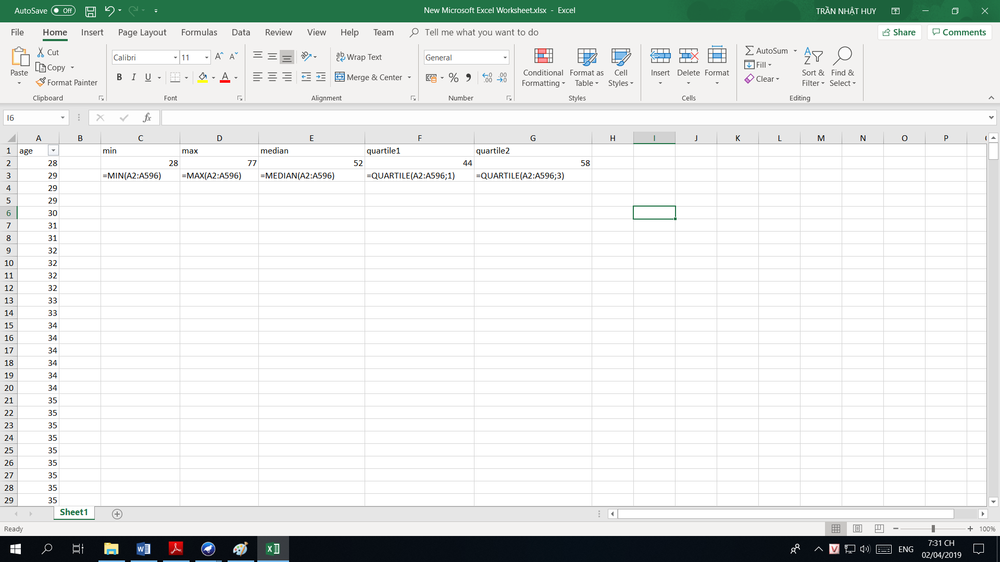 AutoSave Off New Microsoft Excel Worksheet.xlsx - Excel TRẦN NHẬT HUY
File Home Insert Page Layout Formulas Data Review View Help Team Tell me what you want to do Share Comments
Paste
Cut
Copy
Format Painter
Clipboard
Calibri 11
B I U A
Font
ab Wrap Text
Merge & Center
Alignment
General
% , .00 .00
Number
Conditional Formatting
Format as Table
Cell Styles
Styles
Insert Delete Format
Cells
AutoSum
Fill
Clear
Sort & Filter
Find & Select
Editing
I6 fx
A B C D E F G H I J K L M N O P
1 age min max median quartile1 quartile2
2 28 28 77 52 44 58
3 29 =MIN(A2:A596) =MAX(A2:A596) =MEDIAN(A2:A596) =QUARTILE(A2:A596;1) =QUARTILE(A2:A596;3)
4 29
5 29
6 30
7 31
8 31
9 32
10 32
11 32
12 32
13 33
14 33
15 34
16 34
17 34
18 34
19 34
20 34
21 35
22 35
23 35
24 35
25 35
26 35
27 35
28 35
29 35
Sheet1
Ready 100%
ENG 7:31 CH
02/04/2019